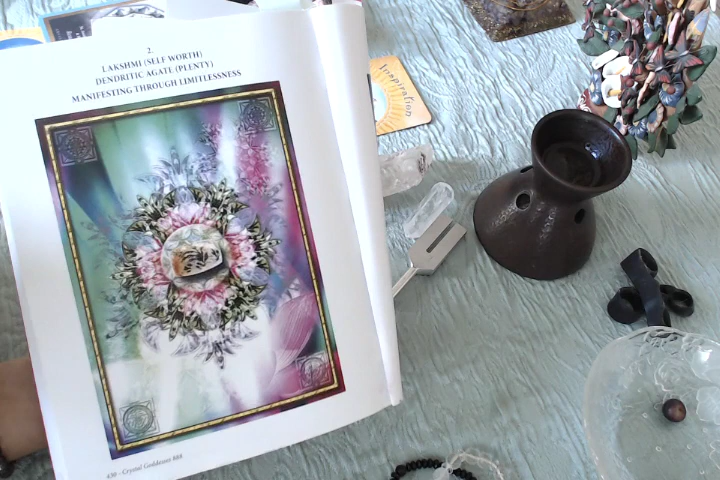 2.
LAKSHMI (SELF WORTH)
DENDRITIC AGATE (PLENTY)
MANIFESTING THROUGH LIMITLESSNESS
Inspiration
430 - Crystal Goddesses 888